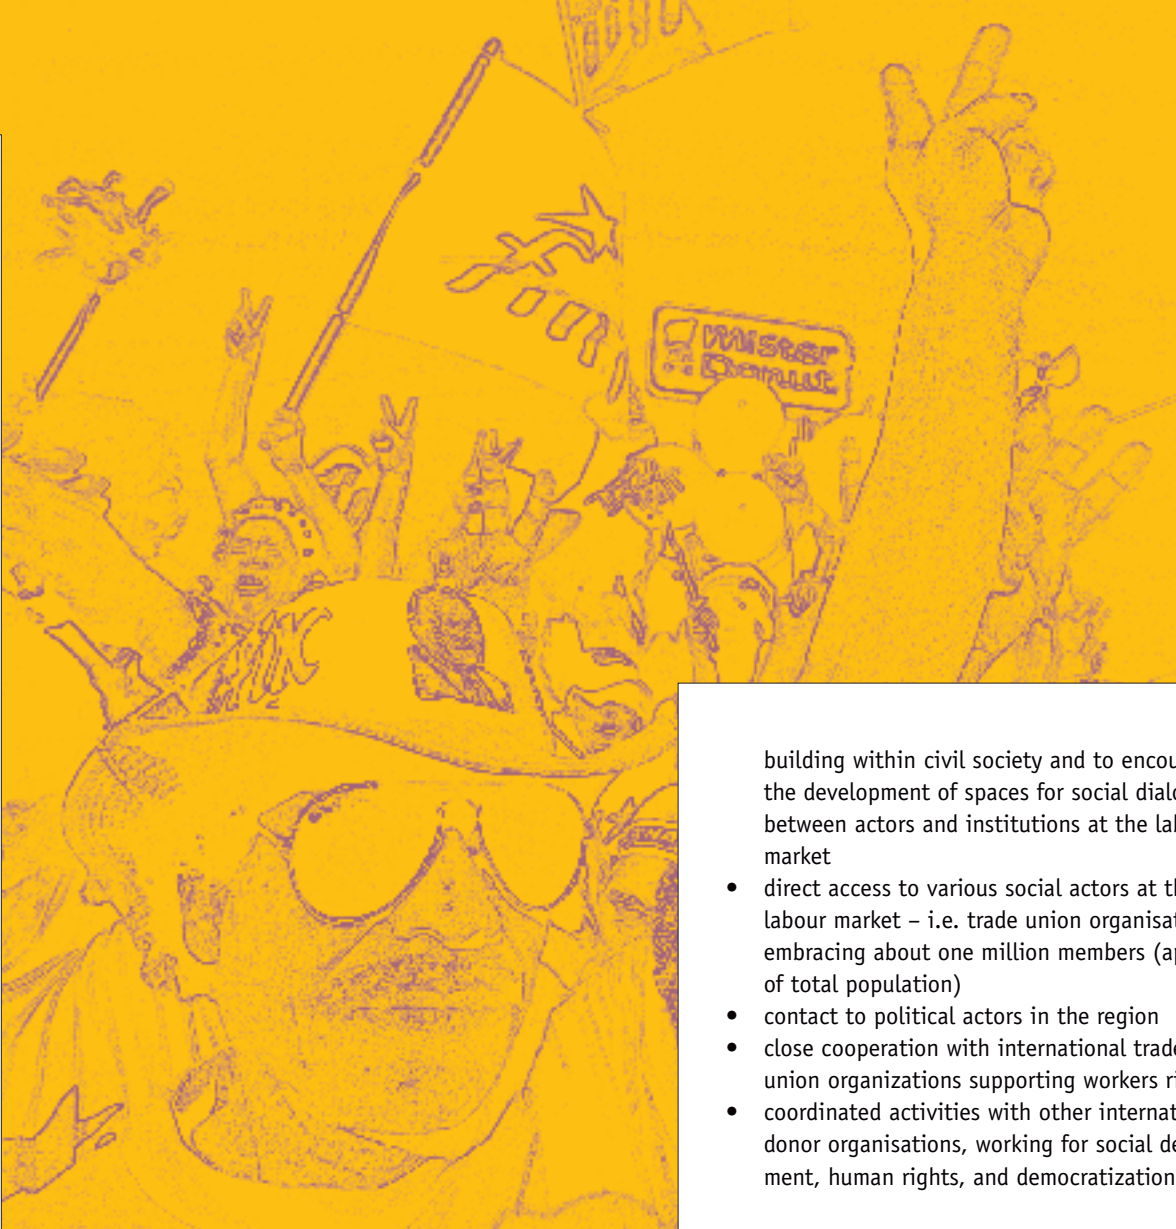 Mister
Donut
building within civil society and to encou
the development of spaces for social dialo
between actors and institutions at the la
market
• direct access to various social actors at th
labour market – i.e. trade union organisat
embracing about one million members (a
of total population)
• contact to political actors in the region
• close cooperation with international trad
union organizations supporting workers ri
• coordinated activities with other internat
donor organisations, working for social de
ment, human rights, and democratization